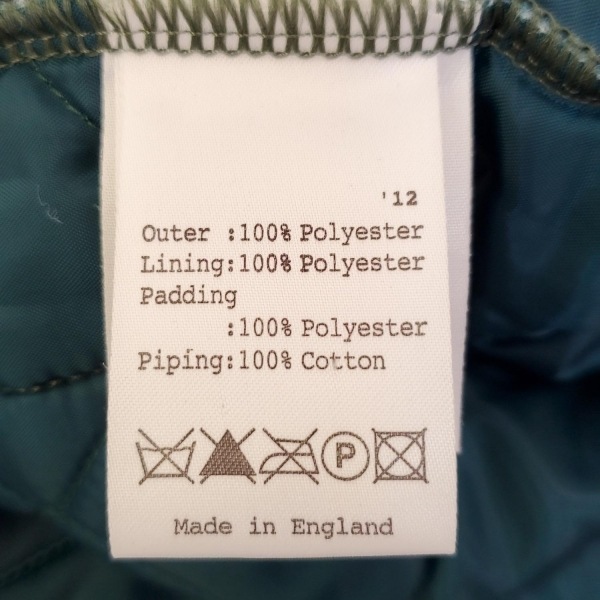 '12
Outer :100% Polyester
Lining:100% Polyester
Padding
:100% Polyester
Piping:100% Cotton
P
Made in England